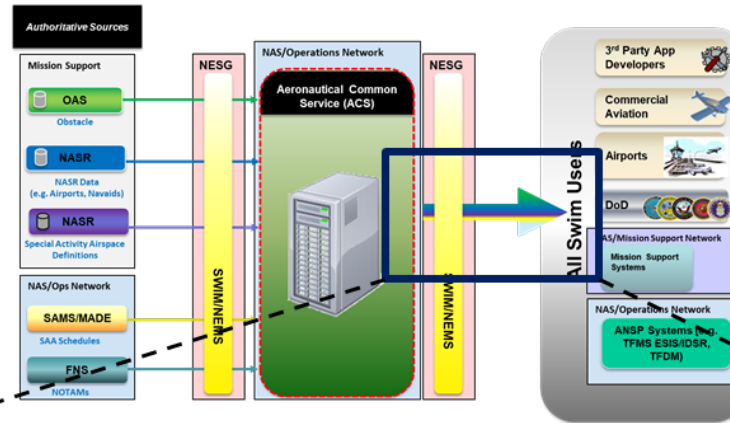 Authoritative Sources
Mission Support
OAS
Obstacle
NASR
NASR Data
(e.g. Airports, Navaids)
NASR
Special Activity Airspace
Definitions
NAS/Ops Network
SAMS/MADE
SAA Schedules
FNS
NOTAMs
NESG
SWIM/NEMS
NAS/Operations Network
Aeronautical Common
Service (ACS)
NESG
SWIM/NEMS
All Swim Users
3rd Party App
Developers
Commercial
Aviation
Airports
DoD
NAS/Mission Support Network
Mission Support
Systems
NAS/Operations Network
ANSP Systems (e.g.
TFMS ESIS/IDSR,
TFDM)